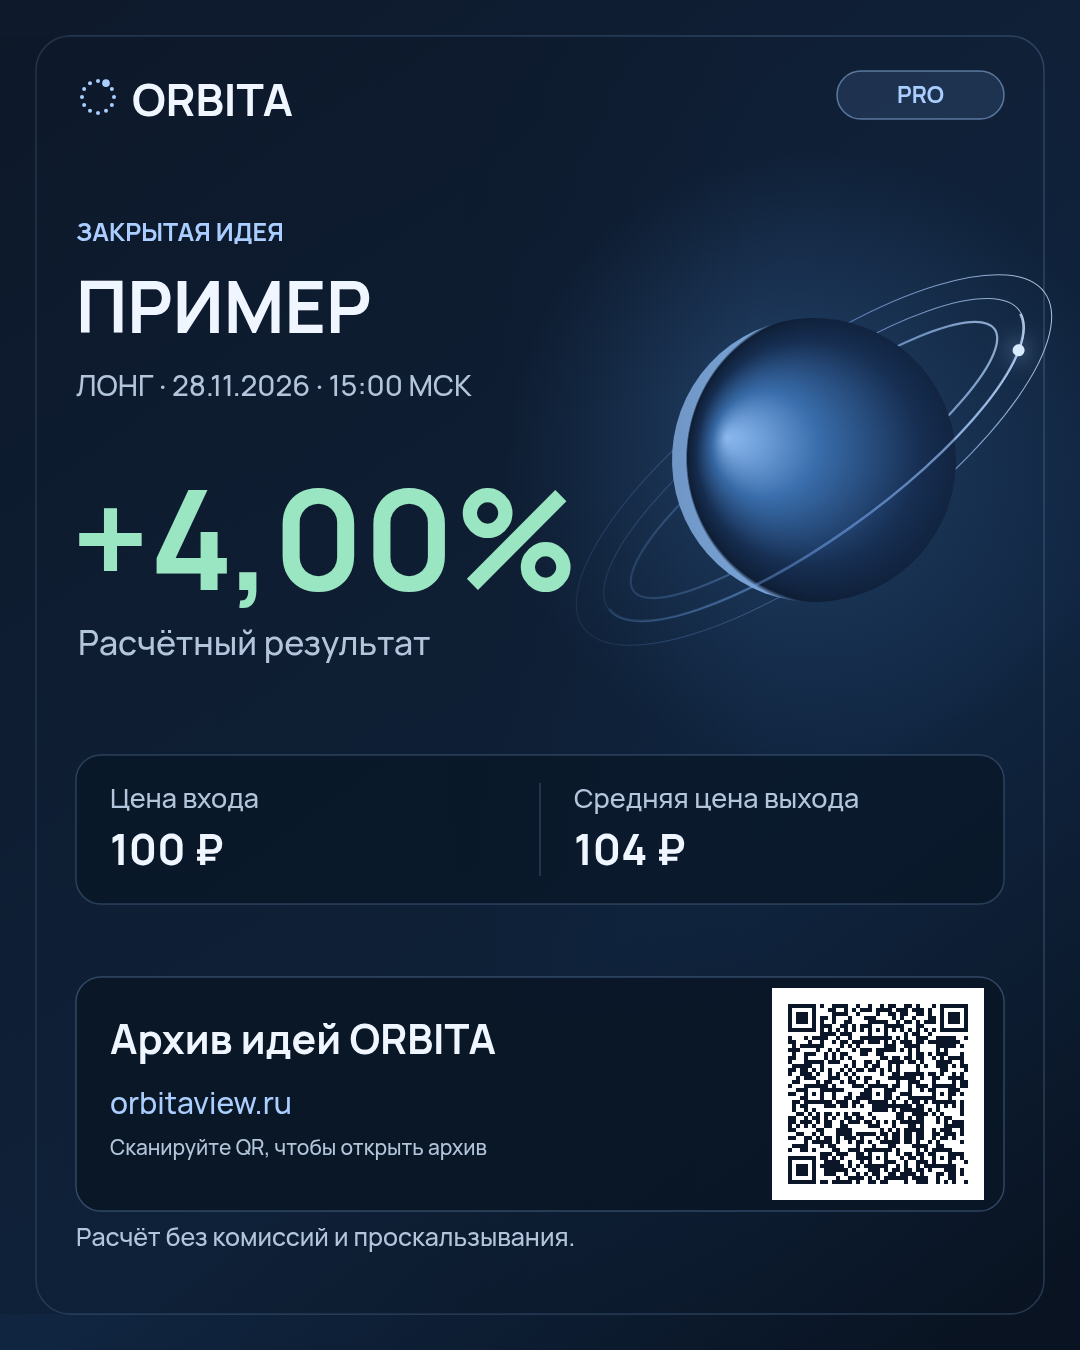 ORBITA
PRO
ЗАКРЫТАЯ ИДЕЯ
ПРИМЕР
ЛОНГ · 28.11.2026 · 15:00 МСК
+4,00%
Расчётный результат
Цена входа
100 ₽
Средняя цена выхода
104 ₽
Архив идей ORBITA
orbitaview.ru
Сканируйте QR, чтобы открыть архив
Расчёт без комиссий и проскальзывания.